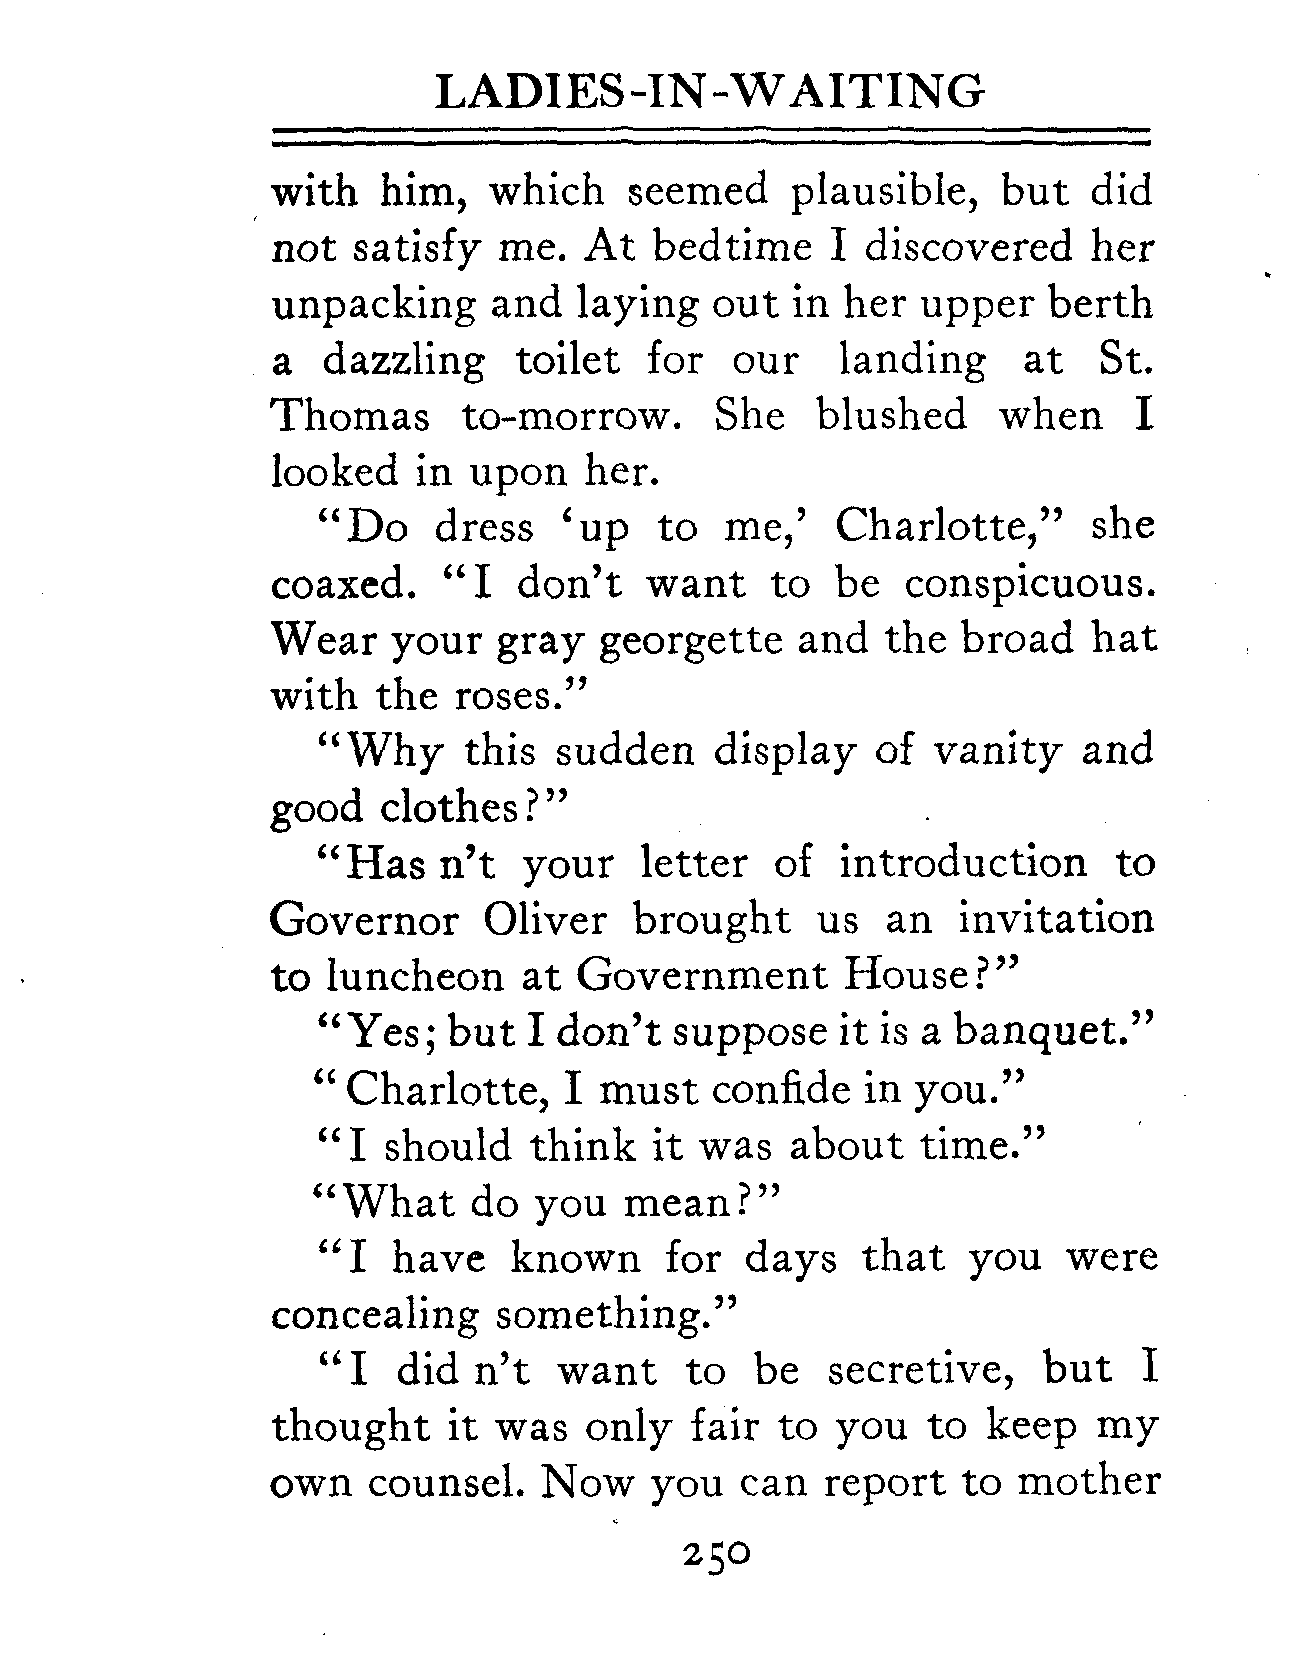 LADIES-IN-WAITING
with him, which seemed plausible, but did
not satisfy me. At bedtime I discovered her
unpacking and laying out in her upper berth
a dazzling toilet for our landing at St.
Thomas to-morrow. She blushed when I
looked in upon her.
“Do dress ‘up to me,’ Charlotte,” she
coaxed. “I don’t want to be conspicuous.
Wear your gray georgette and the broad hat
with the roses.”
“Why this sudden display of vanity and
good clothes?”
“Has n’t your letter of introduction to
Governor Oliver brought us an invitation
to luncheon at Government House?”
“Yes; but I don’t suppose it is a banquet.”
“Charlotte, I must confide in you.”
“I should think it was about time.”
“What do you mean?”
“I have known for days that you were
concealing something.”
“I did n’t want to be secretive, but I
thought it was only fair to you to keep my
own counsel. Now you can report to mother
250